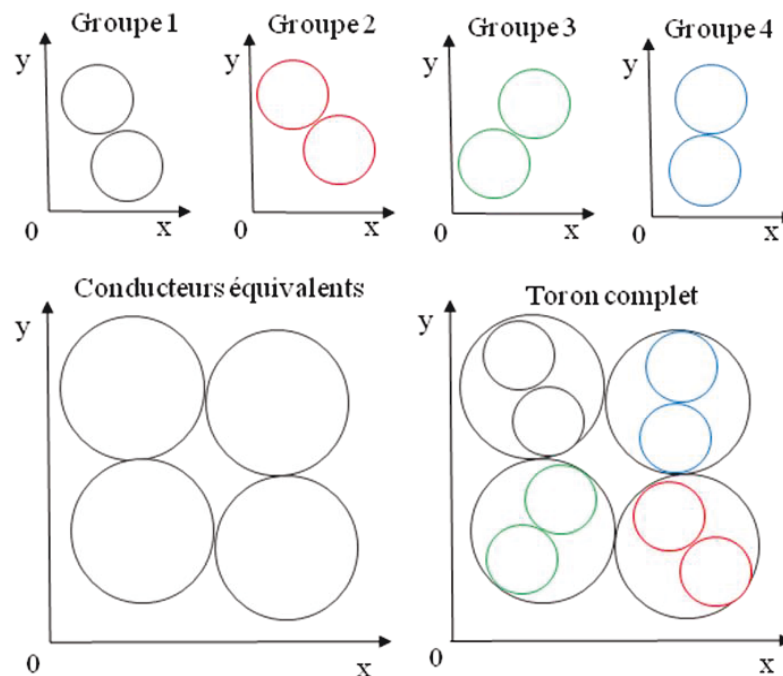 Groupe 1
Groupe 2
Groupe 3
Groupe 4
y
y
y
y
0
x
0
x
0
x
0
x
Conducteurs équivalents
Toron complet
y
y
0
x
0
x